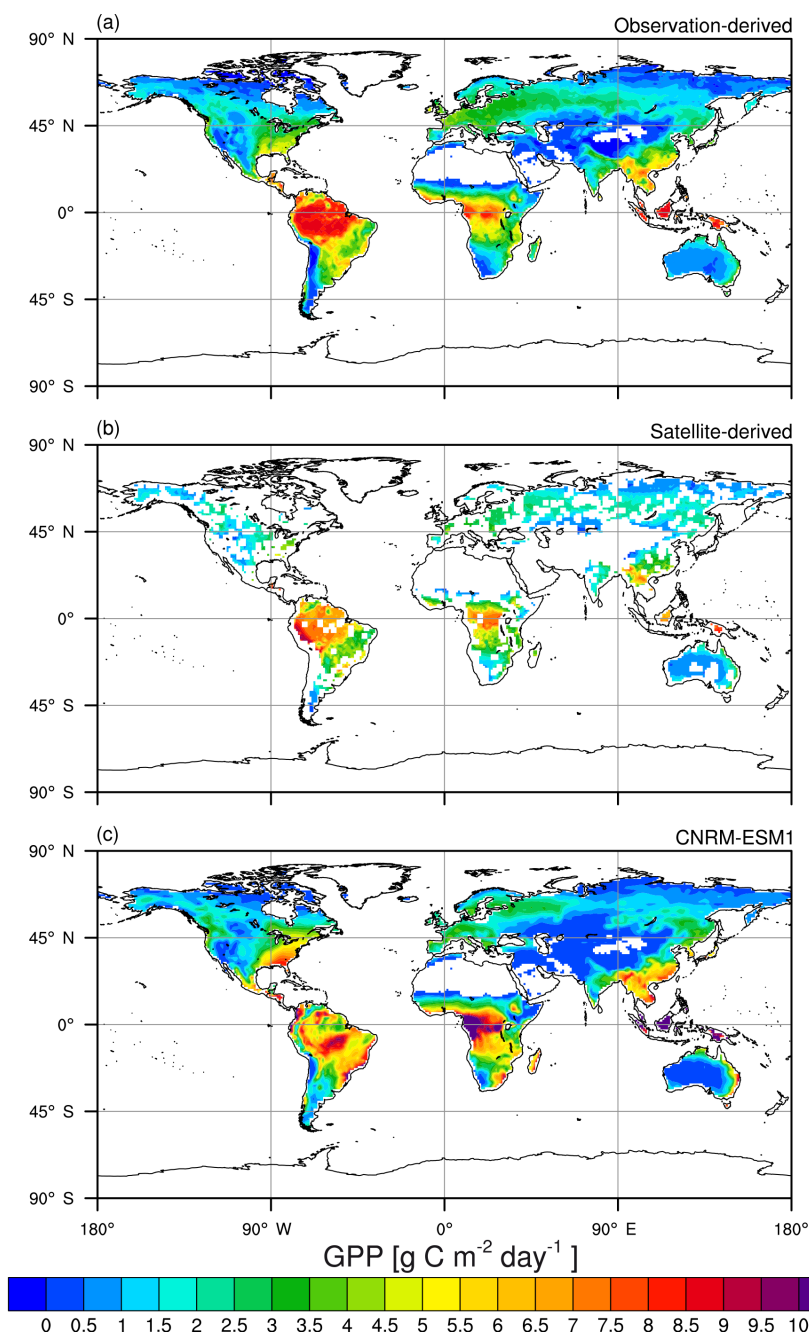 (a) Observation-derived
90° N
45° N
0°
45° S
90° S
(b) Satellite-derived
90° N
45° N
0°
45° S
90° S
(c) CNRM-ESM1
90° N
45° N
0°
45° S
90° S
180° 90° W 0° 90° E 180°
GPP [g C m⁻² day⁻¹ ]
0 0.5 1 1.5 2 2.5 3 3.5 4 4.5 5 5.5 6 6.5 7 7.5 8 8.5 9 9.5 10